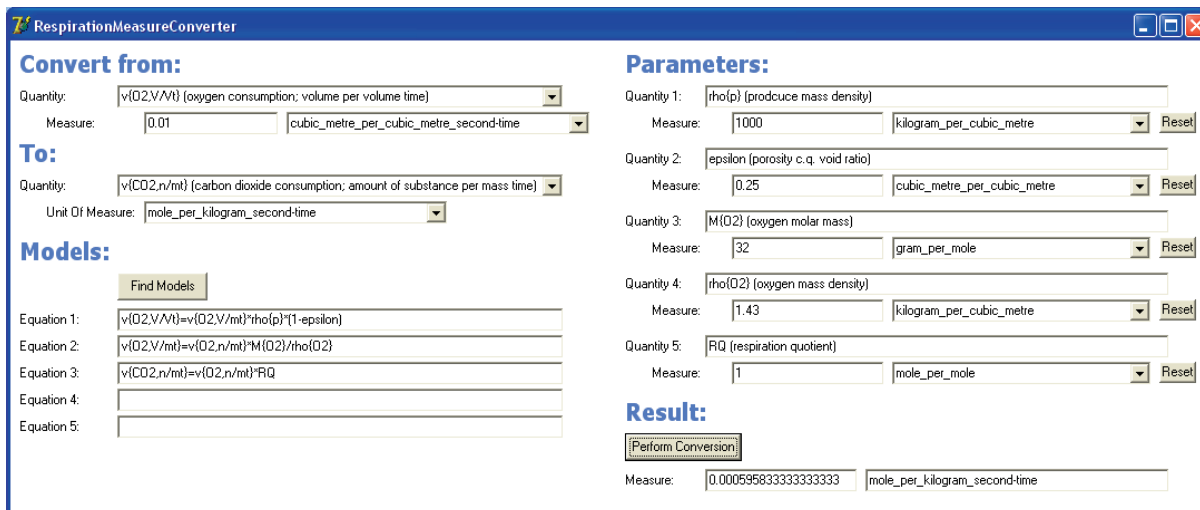 RespirationMeasureConverter
Convert from:
Quantity: v{O2,V/Vt} (oxygen consumption; volume per volume time)
Measure: 0.01 cubic_metre_per_cubic_metre_second-time
To:
Quantity: v{CO2,n/mt} (carbon dioxide consumption; amount of substance per mass time)
Unit Of Measure: mole_per_kilogram_second-time
Models:
Find Models
Equation 1: v{O2,V/Vt}=v{O2,V/mt}*rho{p}*(1-epsilon)
Equation 2: v{O2,V/mt}=v{O2,n/mt}*M{O2}/rho{O2}
Equation 3: v{CO2,n/mt}=v{O2,n/mt}*RQ
Equation 4:
Equation 5:
Parameters:
Quantity 1: rho{p} (prodcuce mass density)
Measure: 1000 kilogram_per_cubic_metre Reset
Quantity 2: epsilon (porosity c.q. void ratio)
Measure: 0.25 cubic_metre_per_cubic_metre Reset
Quantity 3: M{O2} (oxygen molar mass)
Measure: 32 gram_per_mole Reset
Quantity 4: rho{O2} (oxygen mass density)
Measure: 1.43 kilogram_per_cubic_metre Reset
Quantity 5: RQ (respiration quotient)
Measure: 1 mole_per_mole Reset
Result:
Perform Conversion
Measure: 0.000595833333333333 mole_per_kilogram_second-time